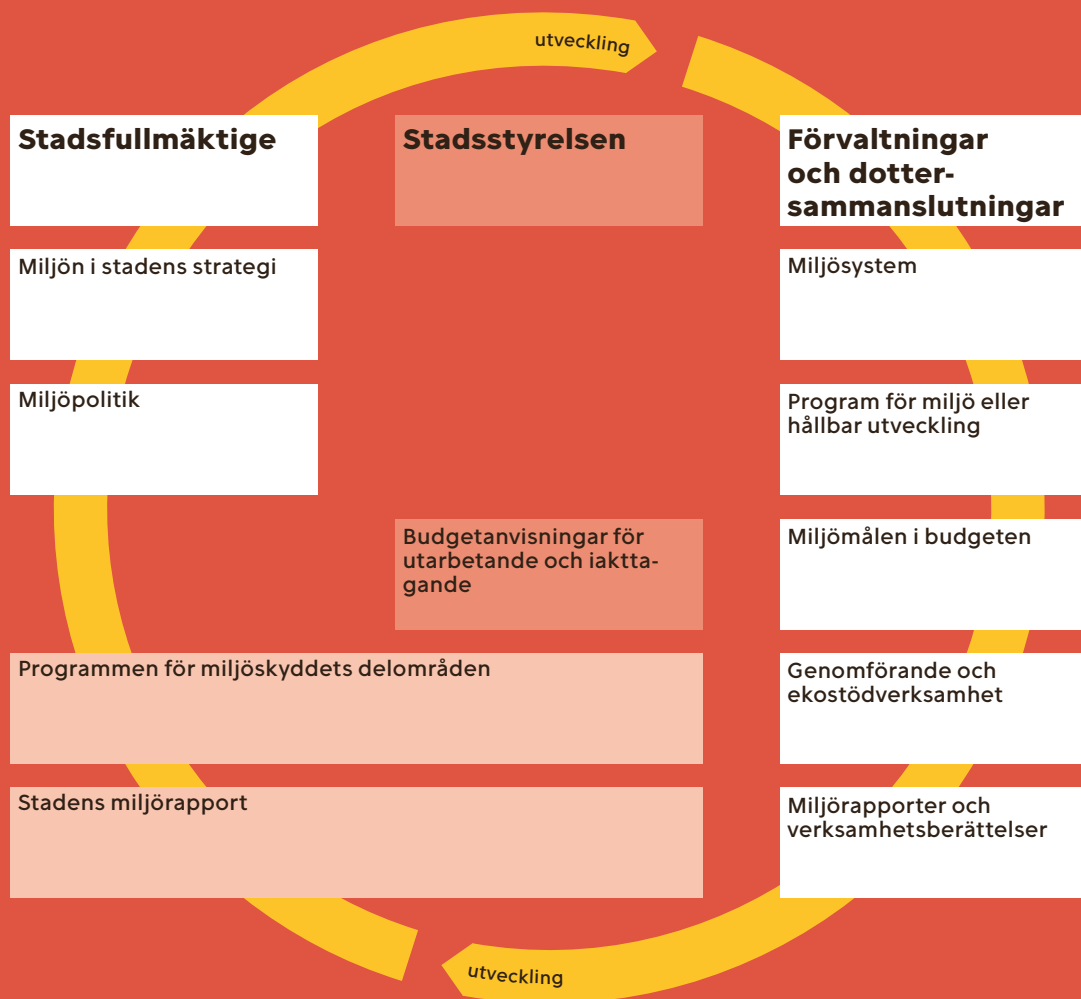 utveckling
Stadsfullmäktige
Stadsstyrelsen
Förvaltningar
och dotter-
sammanslutningar
Miljön i stadens strategi
Miljösystem
Miljöpolitik
Program för miljö eller
hållbar utveckling
Budgetanvisningar för
utarbetande och iaktta-
gande
Miljömålen i budgeten
Programmen för miljöskyddets delområden
Genomförande och
ekostödverksamhet
Stadens miljörapport
Miljörapporter och
verksamhetsberättelser
utveckling